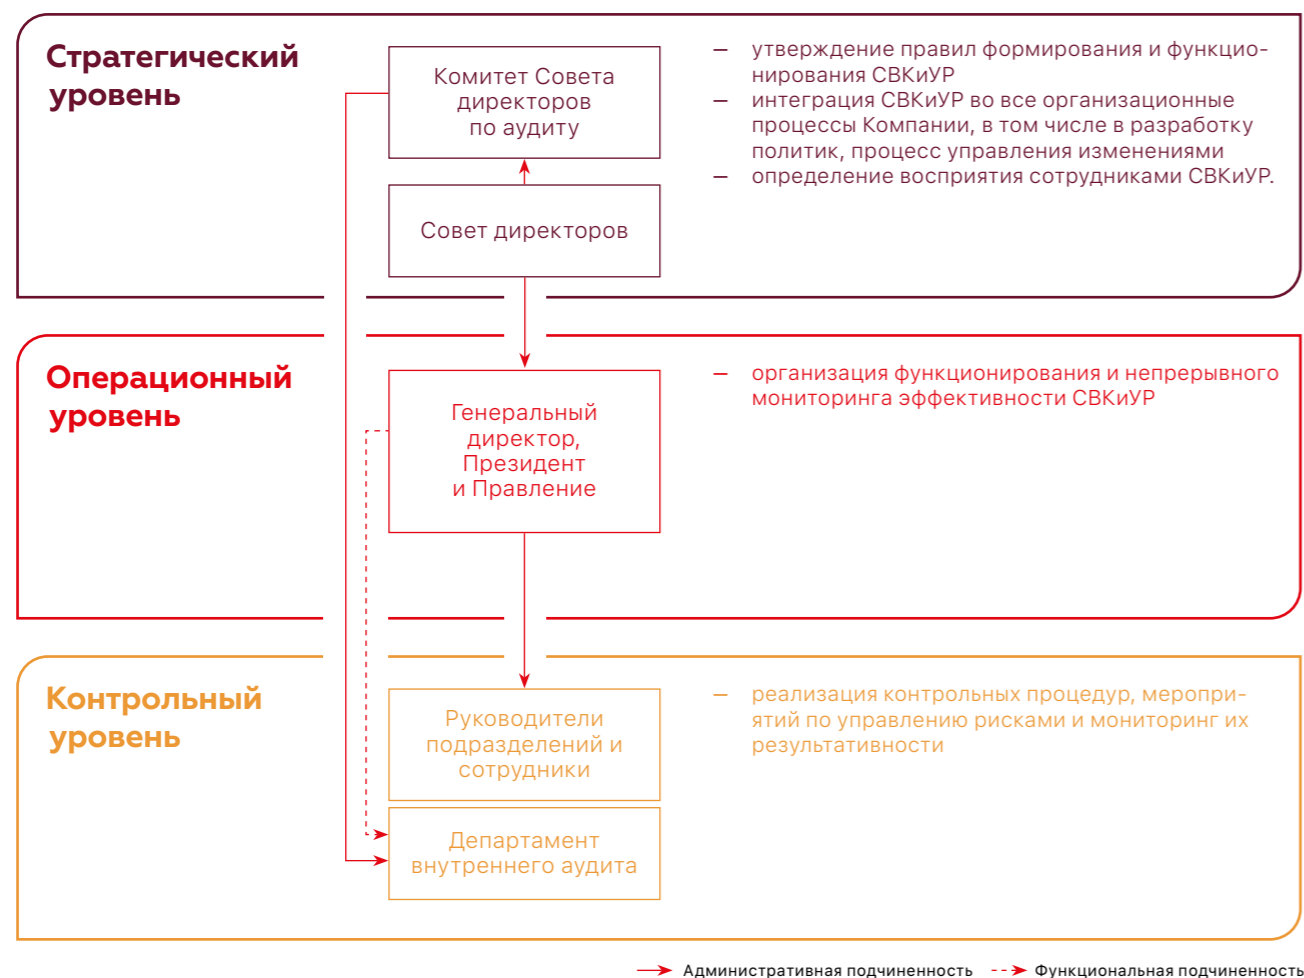 Стратегический
уровень
Комитет Совета
директоров
по аудиту
Совет директоров
— утверждение правил формирования и функцио-
нирования СВКиУР
— интеграция СВКиУР во все организационные
процессы Компании, в том числе в разработку
политик, процесс управления изменениями
— определение восприятия сотрудниками СВКиУР.
Операционный
уровень
Генеральный
директор,
Президент
и Правление
— организация функционирования и непрерывного
мониторинга эффективности СВКиУР
Контрольный
уровень
Руководители
подразделений и
сотрудники
Департамент
внутреннего аудита
— реализация контрольных процедур, меропри-
ятий по управлению рисками и мониторинг их
результативности
Административная подчиненность
Функциональная подчиненность